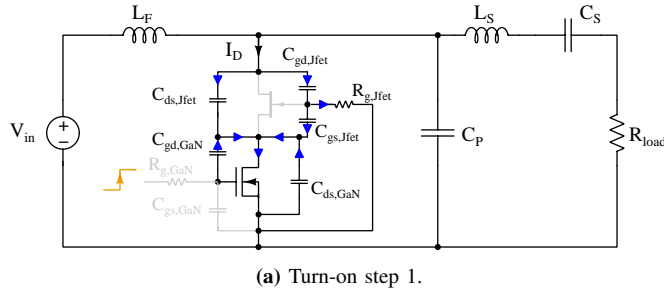 L_F
L_S
C_S
I_D
C_gd,Jfet
R_g,Jfet
C_ds,Jfet
V_in
+
−
C_gd,GaN
C_gs,Jfet
C_P
R_load
R_g,GaN
C_ds,GaN
C_gs,GaN
(a) Turn-on step 1.